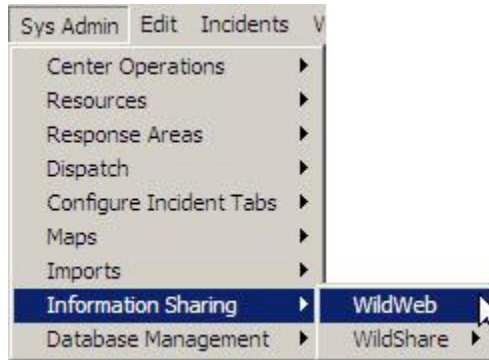 Sys Admin Edit Incidents
Center Operations
Resources
Response Areas
Dispatch
Configure Incident Tabs
Maps
Imports
Information Sharing WildWeb
Database Management WildShare